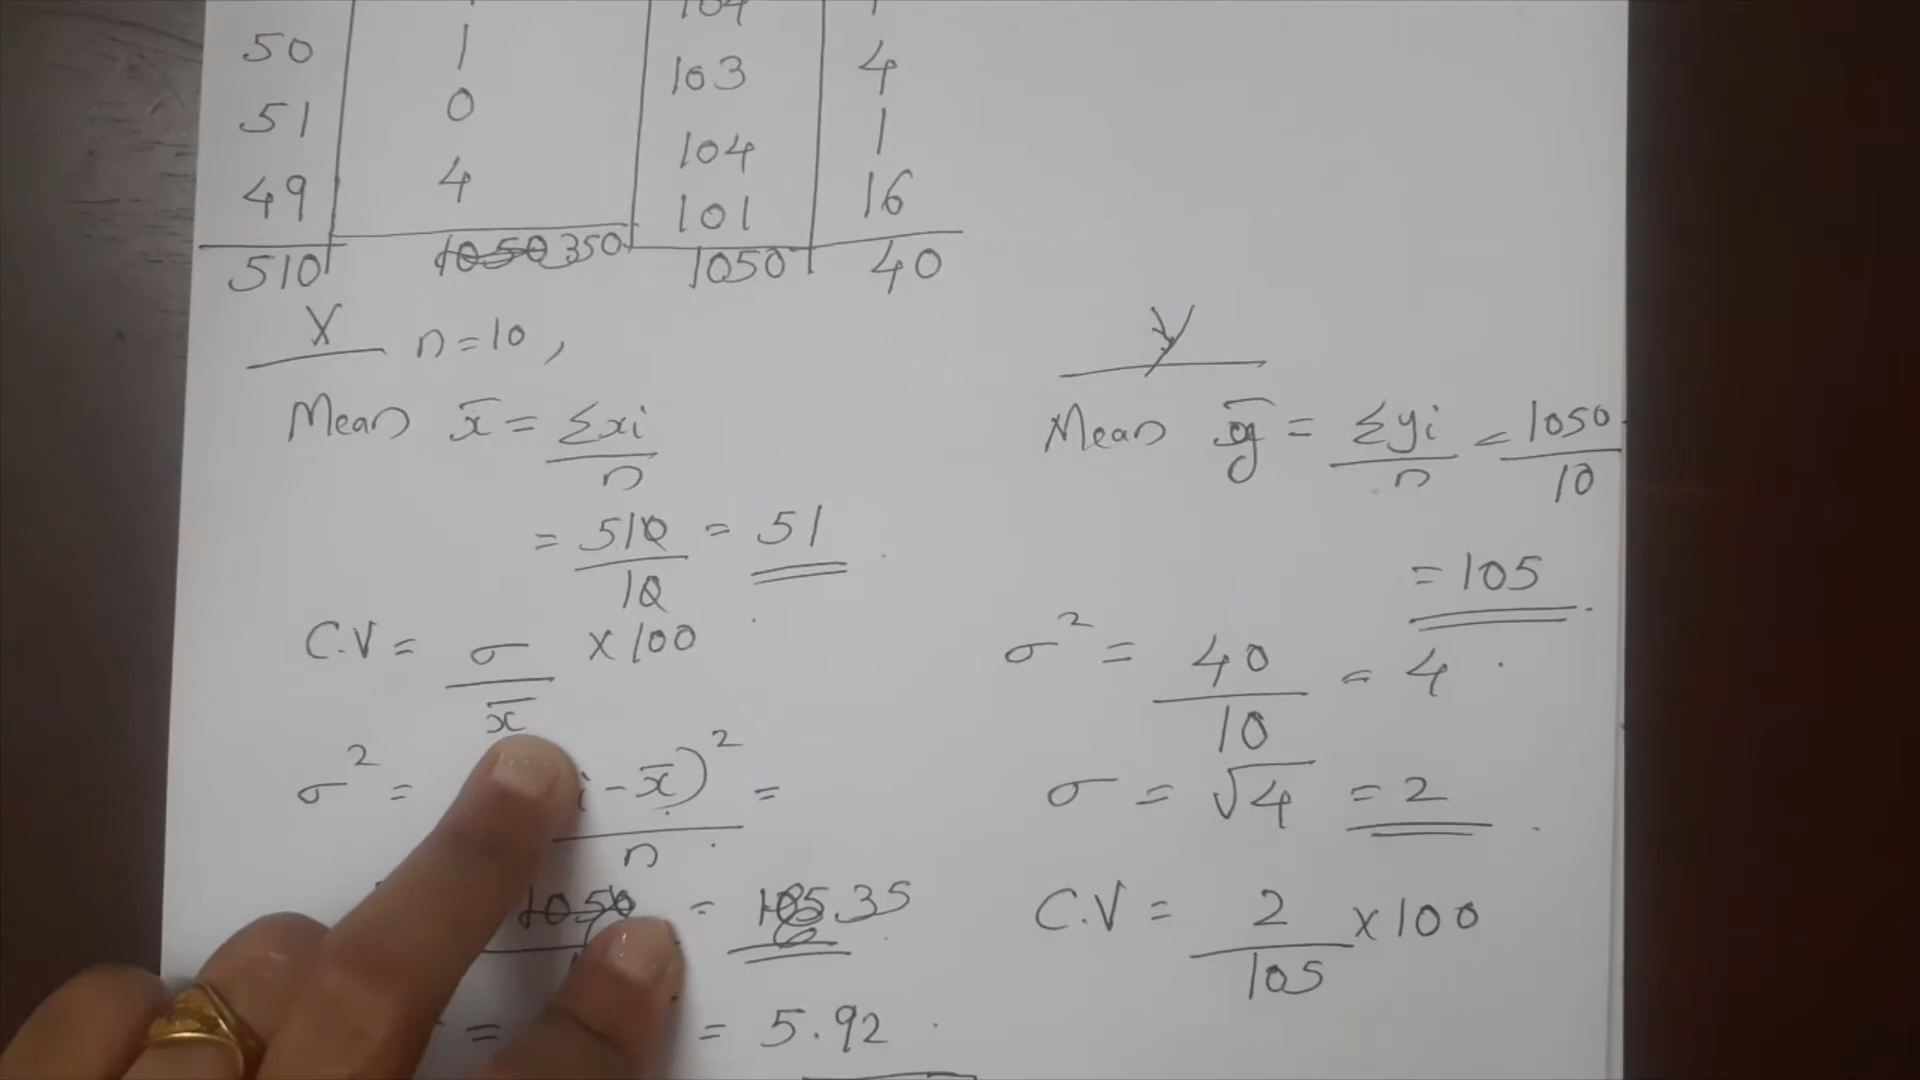 104
50 1 103 4
51 0 104 1
49 4 101 16
510 350 1050 40
X n=10,
Mean x̄ = Σxi/n
= 510/10 = 51
C.V = σ/x̄ ×100
σ² = i - x̄)²/n =
1050 = 35
= = 5.92
Y
Mean ȳ = Σyi/n = 1050/10
= 105
σ² = 40/10 = 4
σ = √4 = 2
C.V = 2/105 ×100